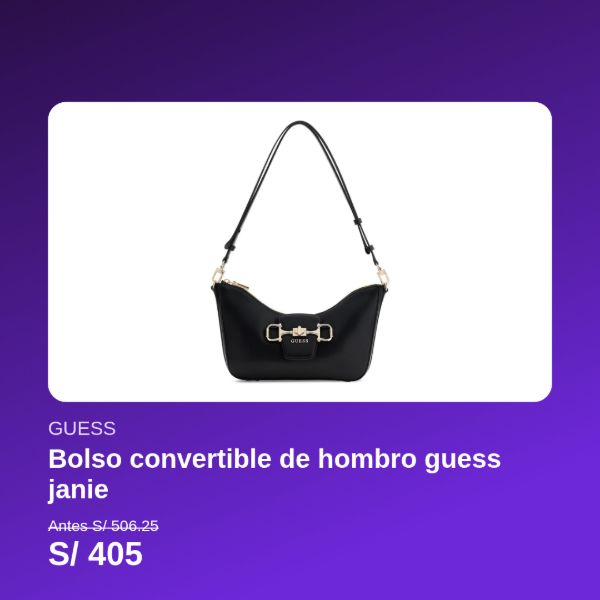 GUESS
GUESS
Bolso convertible de hombro guess
janie
Antes S/ 506.25
S/ 405